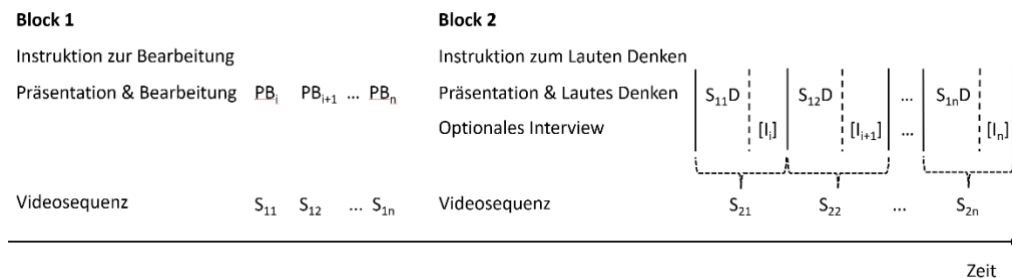 Block 1 Block 2
Instruktion zur Bearbeitung Instruktion zum Lauten Denken
Präsentation & Bearbeitung PBᵢ PBᵢ₊₁ ... PBₙ Präsentation & Lautes Denken S₁₁D S₁₂D ... S₁ₙD
Optionales Interview [Iᵢ] [Iᵢ₊₁] ... [Iₙ]
Videosequenz S₁₁ S₁₂ ... S₁ₙ Videosequenz S₂₁ S₂₂ ... S₂ₙ
Zeit